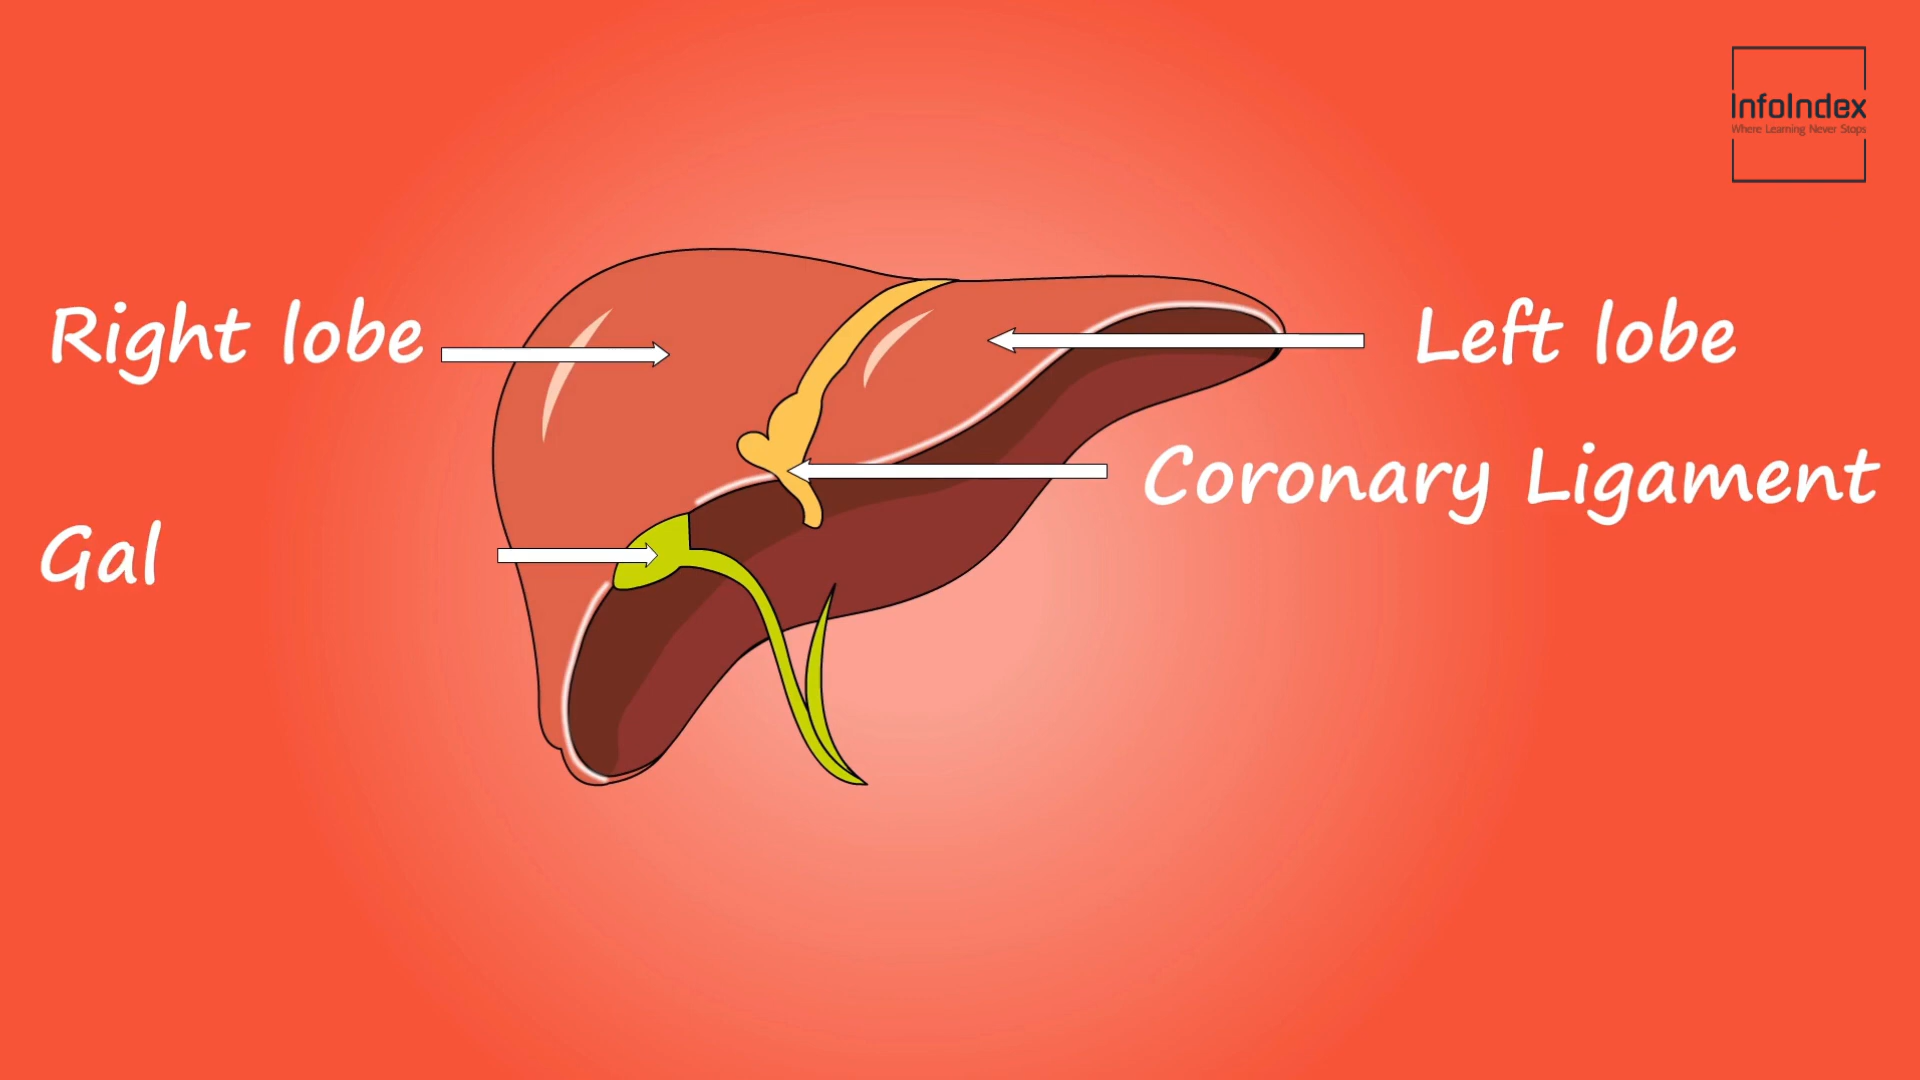 InfoIndex
Where Learning Never Stops
Right lobe
Left lobe
Coronary Ligament
Gal